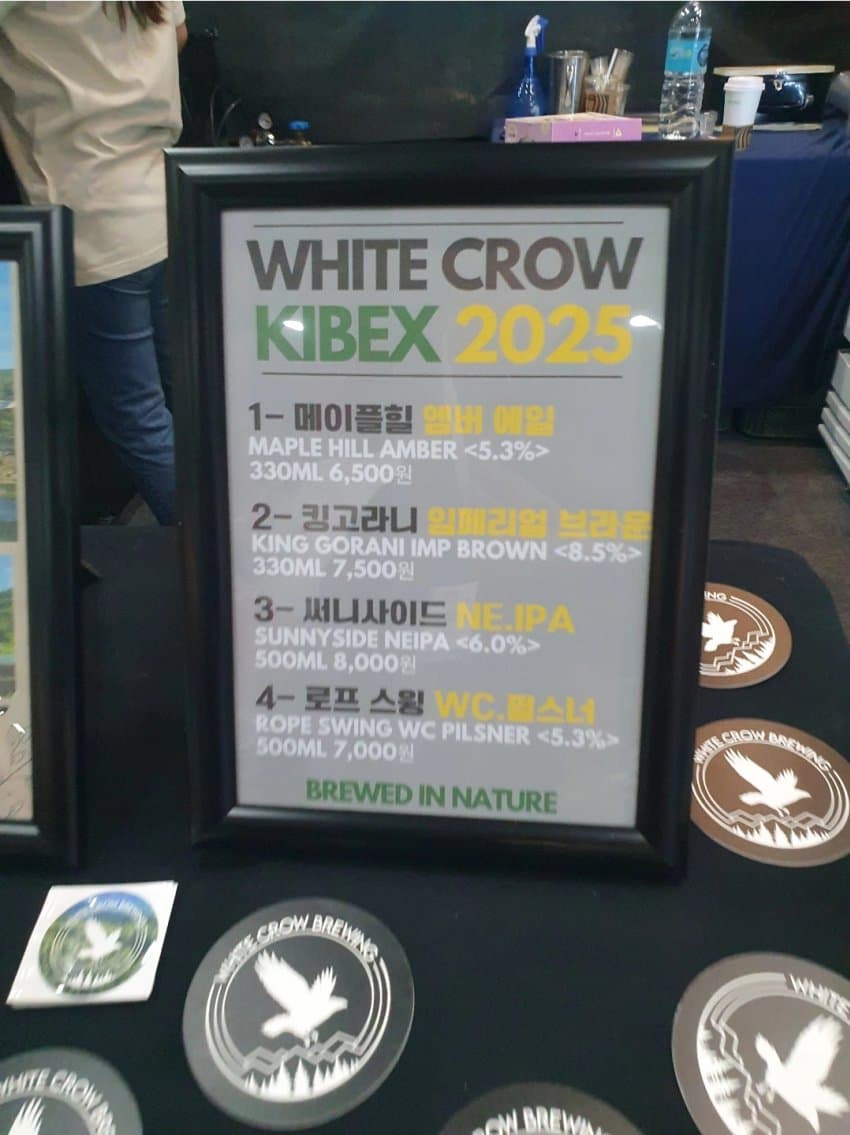 WHITE CROW
KIBEX 2025
1- 메이플힐 엠버 에일
MAPLE HILL AMBER <5.3%>
330ML 6,500원
2- 킹고라니 임페리얼 브라운
KING GORANI IMP BROWN <8.5%>
330ML 7,500원
3- 써니사이드 NE.IPA
SUNNYSIDE NEIPA <6.0%>
500ML 8,000원
4- 로프 스윙 WC.필스너
ROPE SWING WC PILSNER <5.3%>
500ML 7,000원
BREWED IN NATURE
ING
WHITE CROW BREWING
WHITE CROW BREWING
WHITE
WHITE CROW
CROW BREWING